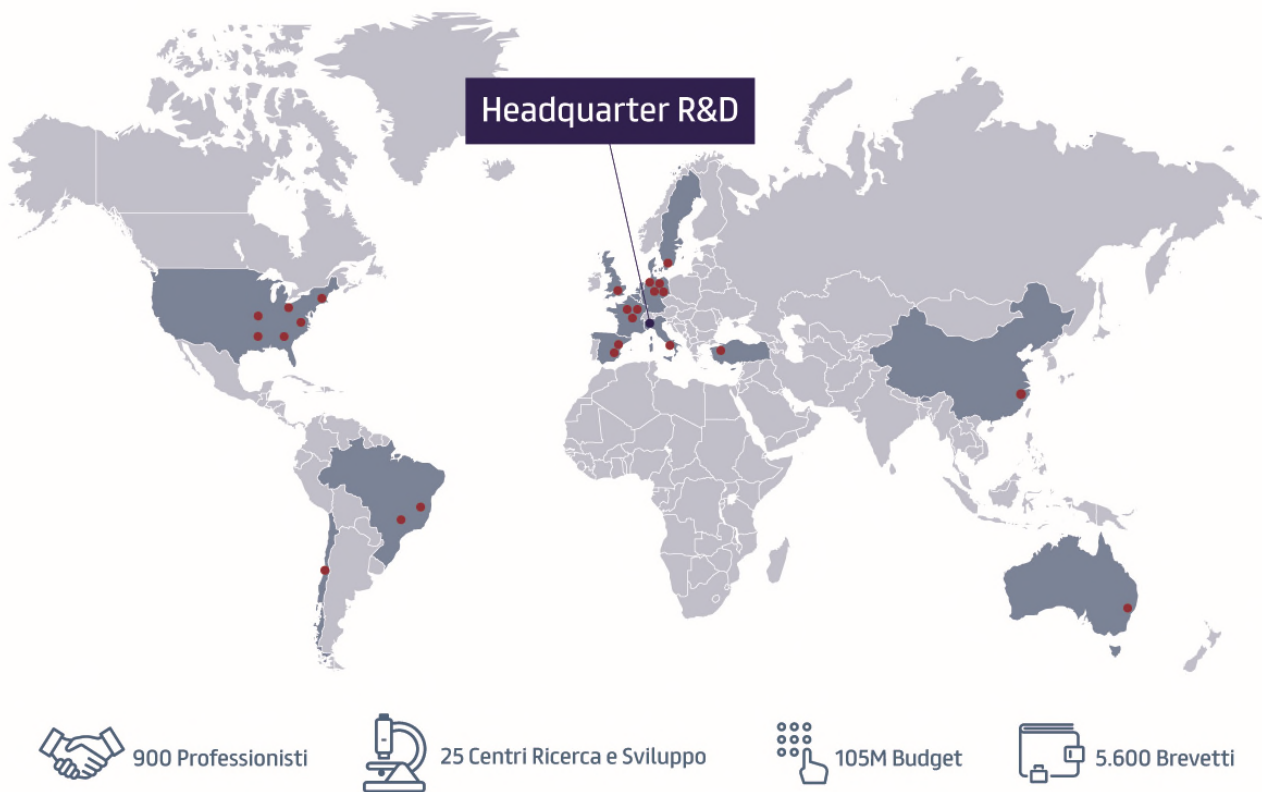 Headquarter R&D
900 Professionisti
25 Centri Ricerca e Sviluppo
105M Budget
5.600 Brevetti